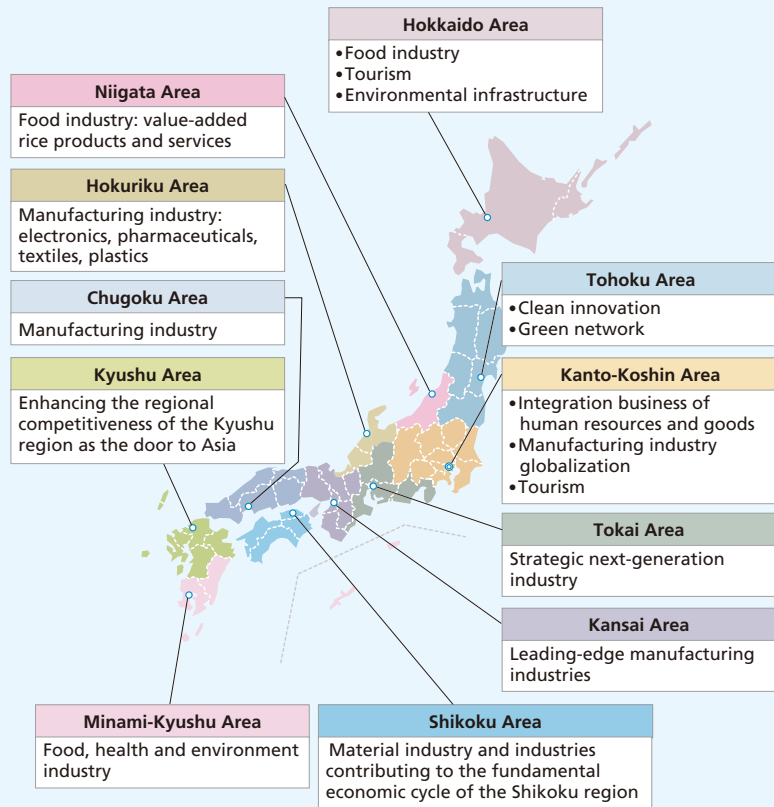 Hokkaido Area
•Food industry
•Tourism
•Environmental infrastructure
Niigata Area
Food industry: value-added
rice products and services
Hokuriku Area
Manufacturing industry:
electronics, pharmaceuticals,
textiles, plastics
Chugoku Area
Manufacturing industry
Kyushu Area
Enhancing the regional
competitiveness of the Kyushu
region as the door to Asia
Tohoku Area
•Clean innovation
•Green network
Kanto-Koshin Area
•Integration business of
human resources and goods
•Manufacturing industry
globalization
•Tourism
Tokai Area
Strategic next-generation
industry
Kansai Area
Leading-edge manufacturing
industries
Minami-Kyushu Area
Food, health and environment
industry
Shikoku Area
Material industry and industries
contributing to the fundamental
economic cycle of the Shikoku region